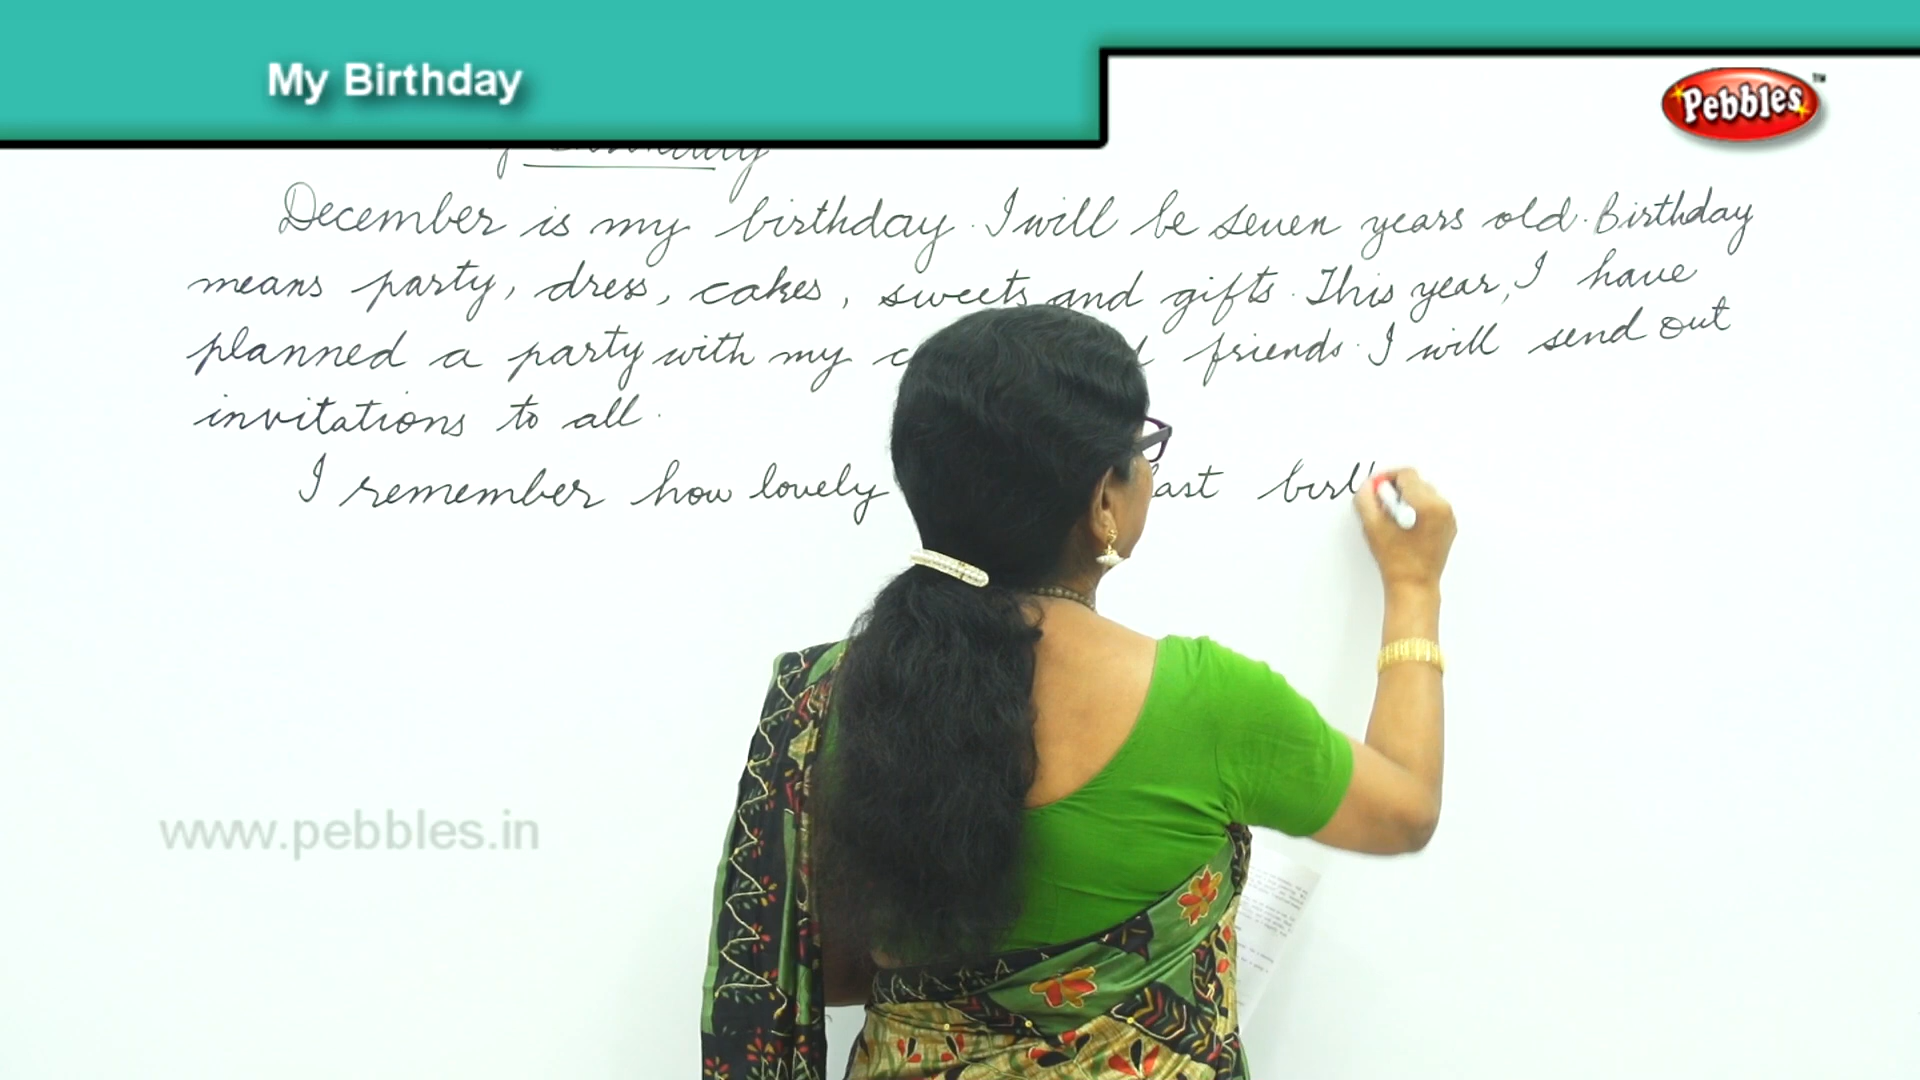 My Birthday
Pebbles
TM
December is my birthday. I will be seven years old. Birthday
means party, dress, cakes, sweets and gifts. This year, I have
planned a party with my friends. I will send out
invitations to all.
I remember how lovely last
www.pebbles.in